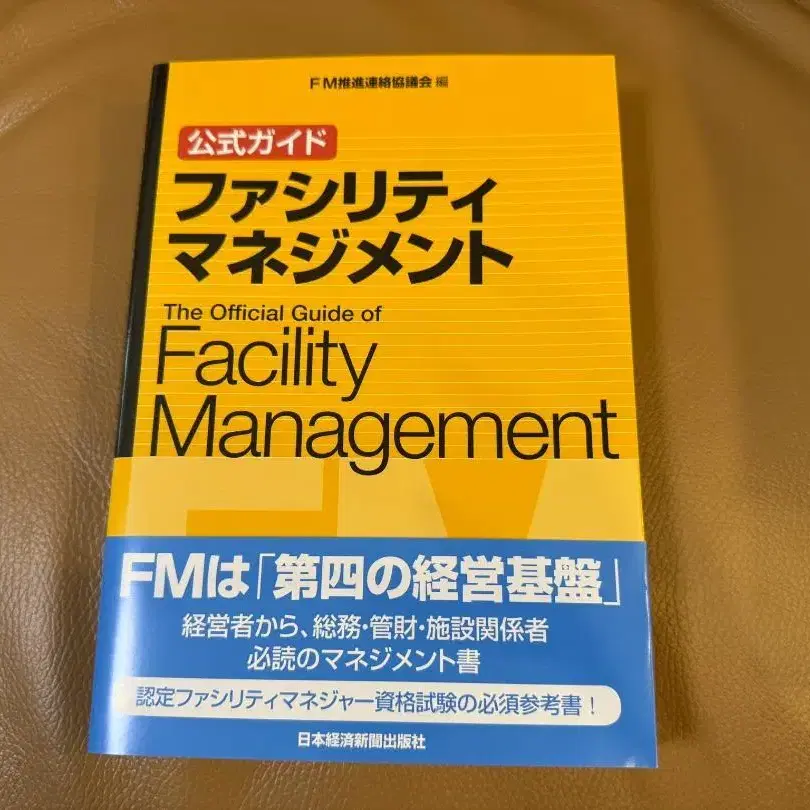 FM推進連絡協議会 編
公式ガイド
ファシリティ
マネジメント
The Official Guide of
Facility
Management
FMは「第四の経営基盤」
経営者から、総務・管財・施設関係者
必読のマネジメント書
認定ファシリティマネジャー資格試験の必須参考書!
日本経済新聞出版社